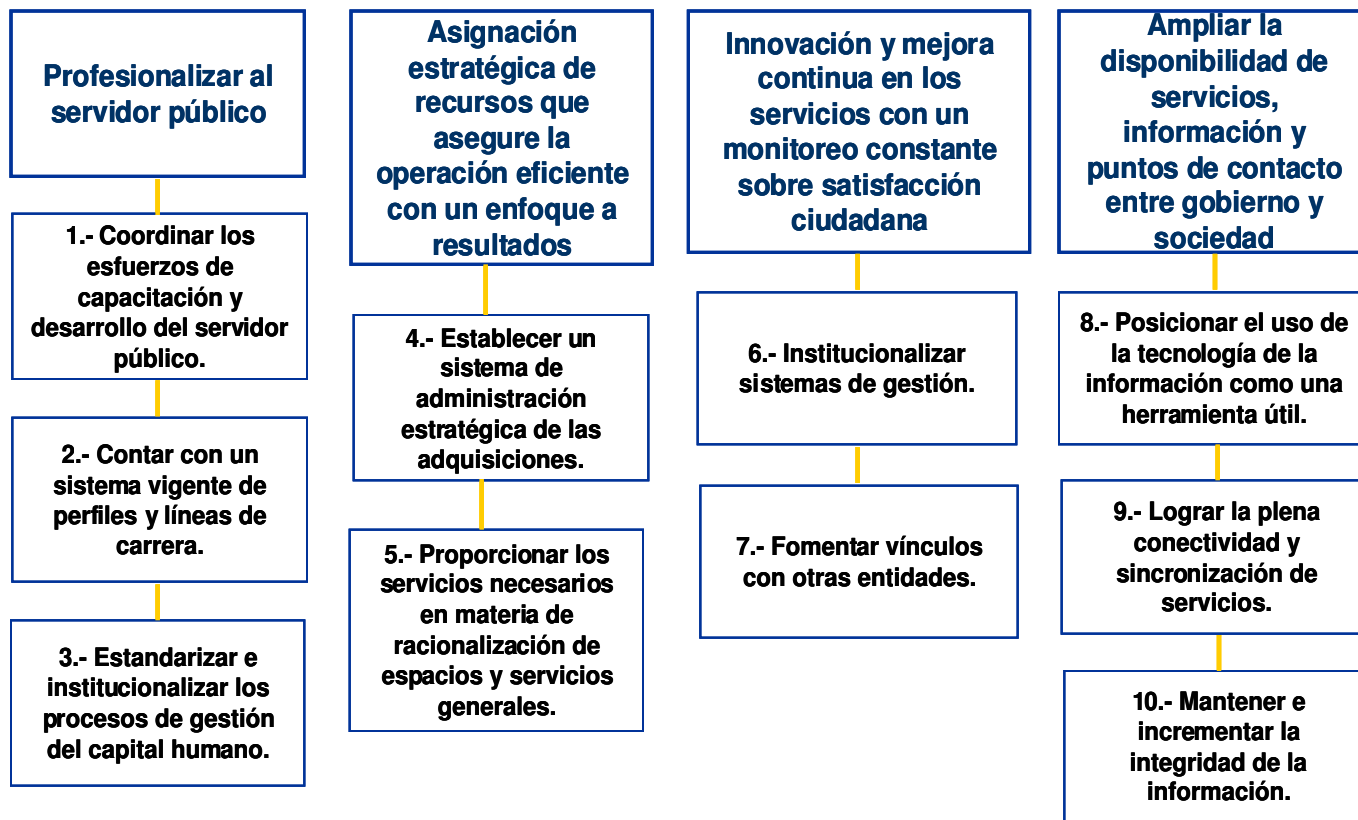 Profesionalizar al
servidor público
1.- Coordinar los
esfuerzos de
capacitación y
desarrollo del servidor
público.
2.- Contar con un
sistema vigente de
perfiles y líneas de
carrera.
3.- Estandarizar e
institucionalizar los
procesos de gestión
del capital humano.
Asignación
estratégica de
recursos que
asegure la
operación eficiente
con un enfoque a
resultados
4.- Establecer un
sistema de
administración
estratégica de las
adquisiciones.
5.- Proporcionar los
servicios necesarios
en materia de
racionalización de
espacios y servicios
generales.
Innovación y mejora
continua en los
servicios con un
monitoreo constante
sobre satisfacción
ciudadana
6.- Institucionalizar
sistemas de gestión.
7.- Fomentar vínculos
con otras entidades.
Ampliar la
disponibilidad de
servicios,
información y
puntos de contacto
entre gobierno y
sociedad
8.- Posicionar el uso de
la tecnología de la
información como una
herramienta útil.
9.- Lograr la plena
conectividad y
sincronización de
servicios.
10.- Mantener e
incrementar la
integridad de la
información.